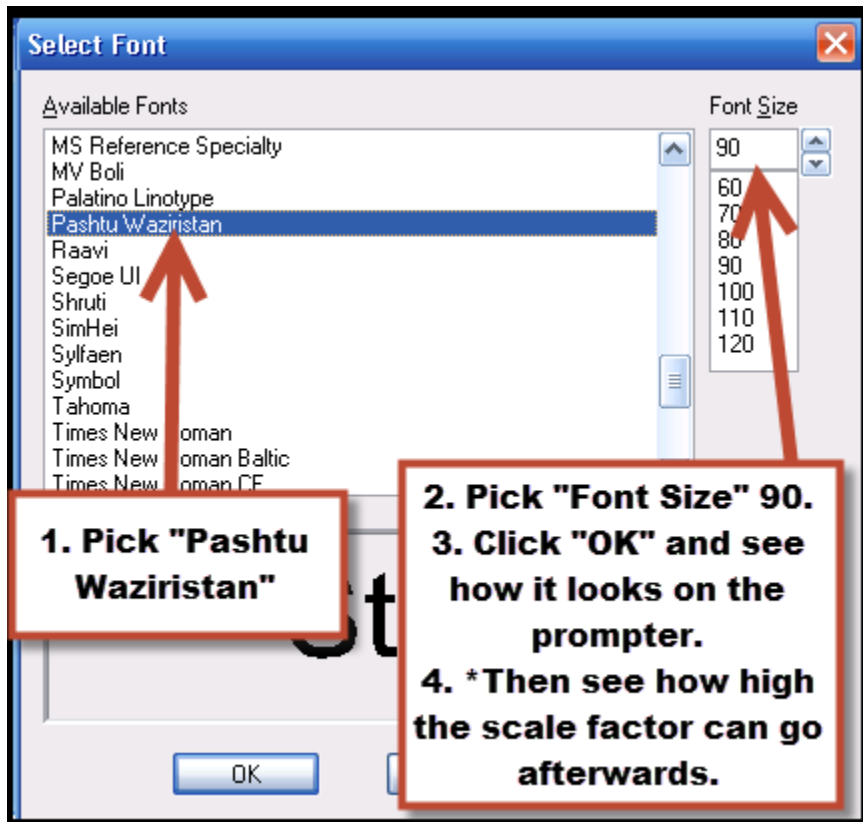 Select Font
Available Fonts
Font Size
MS Reference Specialty
MV Boli
Palatino Linotype
Pashtu Waziristan
Raavi
Segoe UI
Shruti
SimHei
Sylfaen
Symbol
Tahoma
Times New oman
Times New oman Baltic
Times New oman CE
90
60
70
80
90
100
110
120
1. Pick "Pashtu
Waziristan"
2. Pick "Font Size" 90.
3. Click "OK" and see
how it looks on the
prompter.
4. *Then see how high
the scale factor can go
afterwards.
St
OK